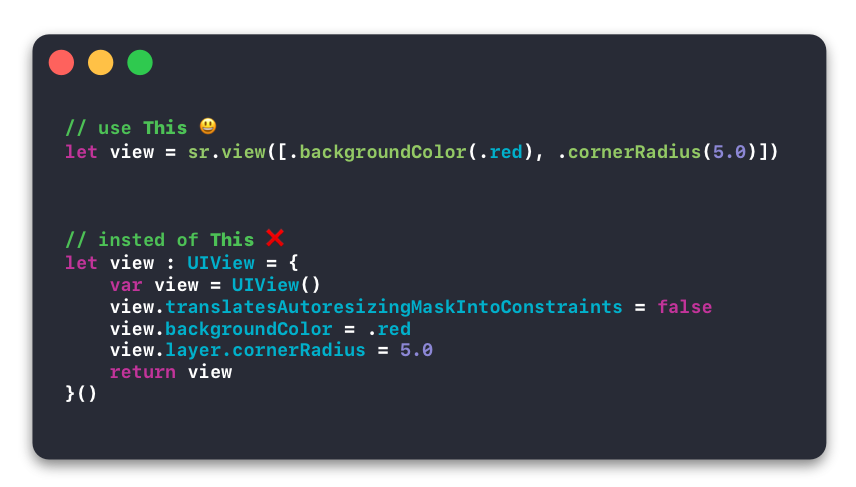 // use This 😃
let view = sr.view([.backgroundColor(.red), .cornerRadius(5.0)])
// insted of This ❌
let view : UIView = {
    var view = UIView()
    view.translatesAutoresizingMaskIntoConstraints = false
    view.backgroundColor = .red
    view.layer.cornerRadius = 5.0
    return view
}()